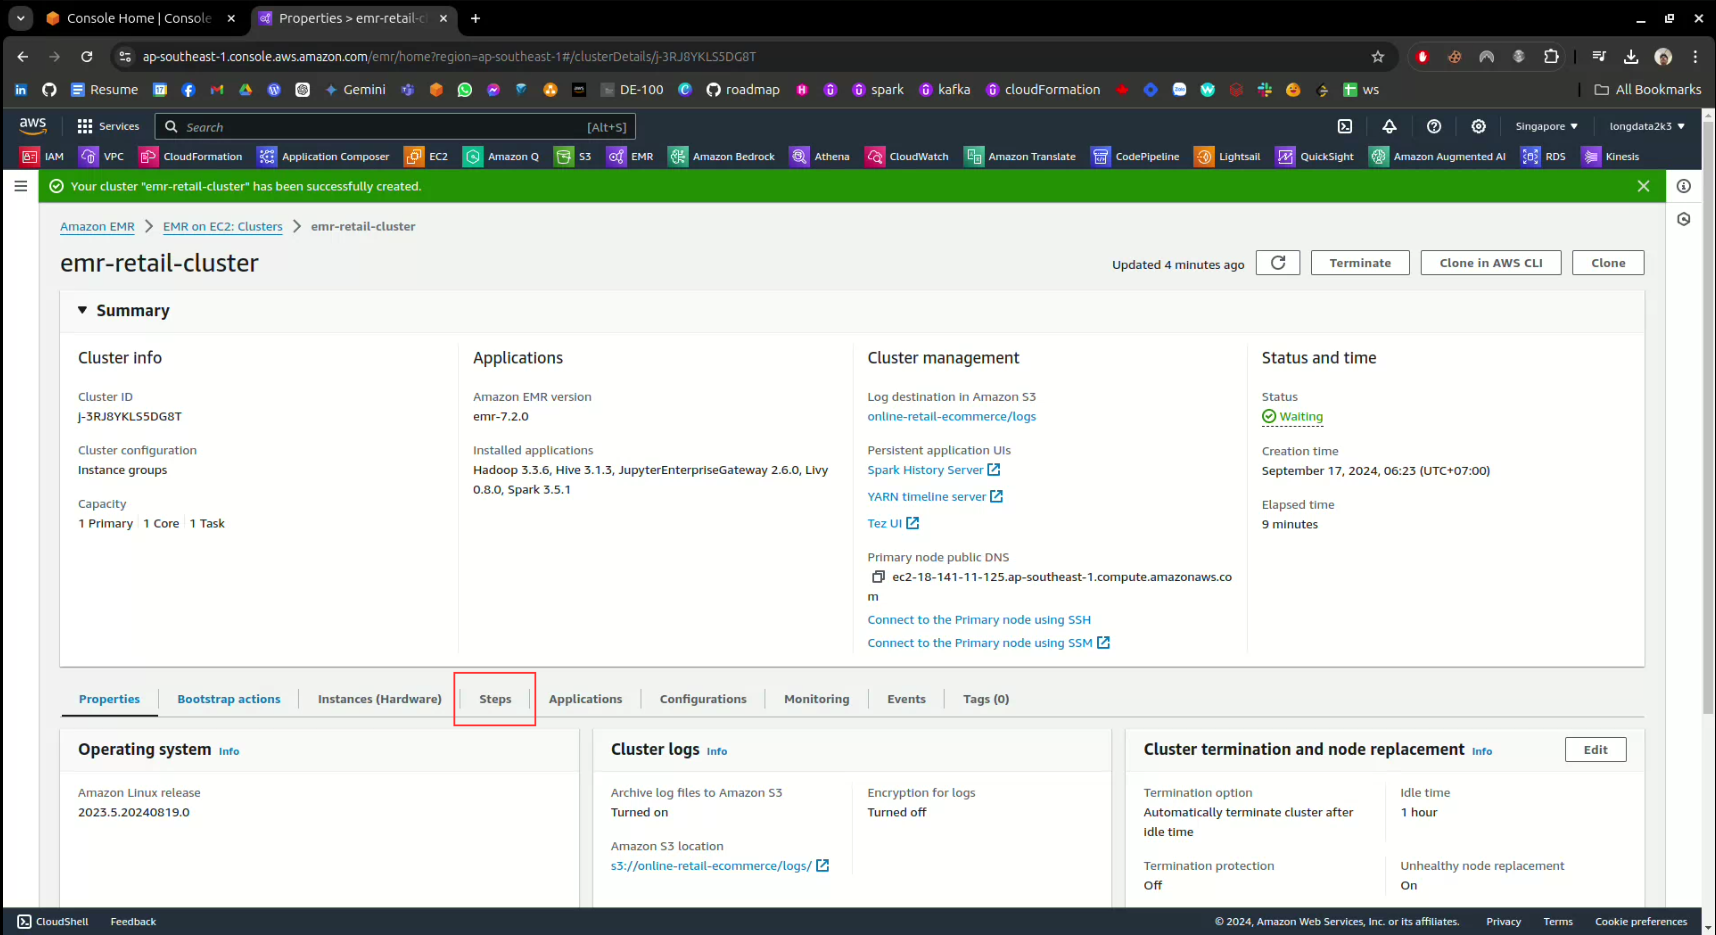 Console Home | Console
Properties > emr-retail-cl
ap-southeast-1.console.aws.amazon.com/emr/home?region=ap-southeast-1#/clusterDetails/j-3RJ8YKLS5DG8T
Resume
Gemini
DE-100
roadmap
spark
kafka
cloudFormation
ws
All Bookmarks
aws
Services
Search
[Alt+S]
Singapore
longdata2k3
IAM
VPC
CloudFormation
Application Composer
EC2
Amazon Q
S3
EMR
Amazon Bedrock
Athena
CloudWatch
Amazon Translate
CodePipeline
Lightsail
QuickSight
Amazon Augmented AI
RDS
Kinesis
Your cluster "emr-retail-cluster" has been successfully created.
Amazon EMR
EMR on EC2: Clusters
emr-retail-cluster
emr-retail-cluster
Updated 4 minutes ago
Terminate
Clone in AWS CLI
Clone
Summary
Cluster info
Cluster ID
j-3RJ8YKLS5DG8T
Cluster configuration
Instance groups
Capacity
1 Primary
1 Core
1 Task
Applications
Amazon EMR version
emr-7.2.0
Installed applications
Hadoop 3.3.6, Hive 3.1.3, JupyterEnterpriseGateway 2.6.0, Livy
0.8.0, Spark 3.5.1
Cluster management
Log destination in Amazon S3
online-retail-ecommerce/logs
Persistent application UIs
Spark History Server
YARN timeline server
Tez UI
Primary node public DNS
ec2-18-141-11-125.ap-southeast-1.compute.amazonaws.co
m
Connect to the Primary node using SSH
Connect to the Primary node using SSM
Status and time
Status
Waiting
Creation time
September 17, 2024, 06:23 (UTC+07:00)
Elapsed time
9 minutes
Properties
Bootstrap actions
Instances (Hardware)
Steps
Applications
Configurations
Monitoring
Events
Tags (0)
Operating system
Info
Amazon Linux release
2023.5.20240819.0
Cluster logs
Info
Archive log files to Amazon S3
Turned on
Encryption for logs
Turned off
Amazon S3 location
s3://online-retail-ecommerce/logs/
Cluster termination and node replacement
Info
Edit
Termination option
Automatically terminate cluster after
idle time
Idle time
1 hour
Termination protection
Off
Unhealthy node replacement
On
CloudShell
Feedback
© 2024, Amazon Web Services, Inc. or its affiliates.
Privacy
Terms
Cookie preferences